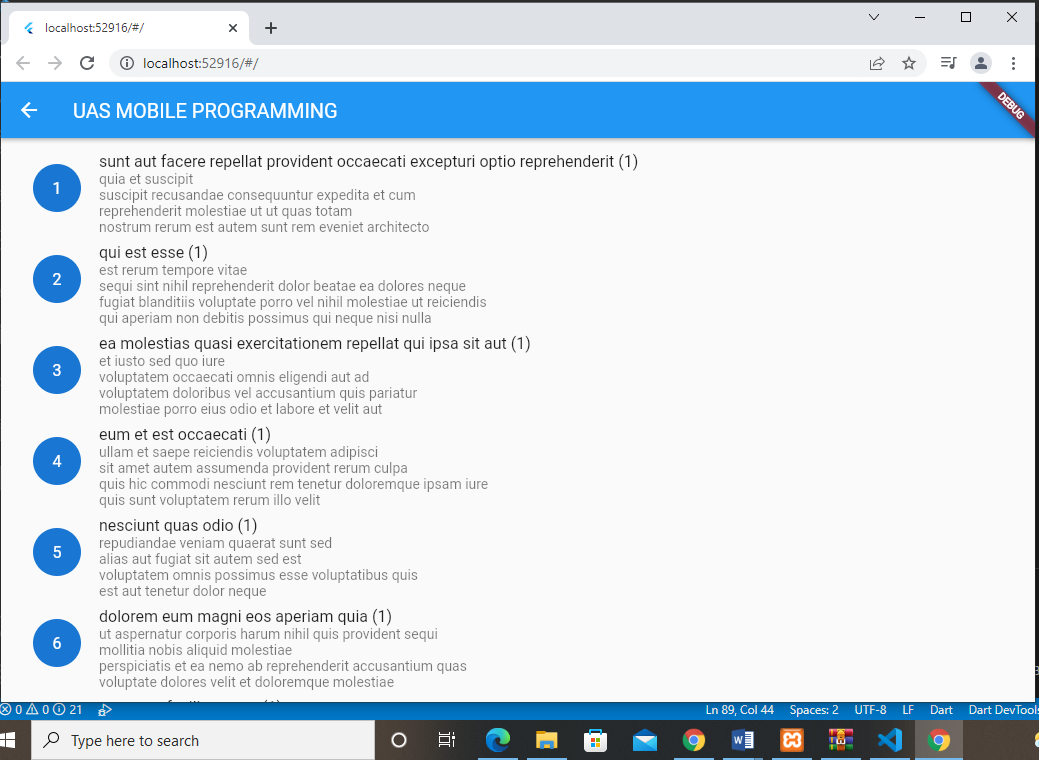 localhost:52916/#/
localhost:52916/#/
UAS MOBILE PROGRAMMING
DEBUG
1
sunt aut facere repellat provident occaecati excepturi optio reprehenderit (1)
quia et suscipit
suscipit recusandae consequuntur expedita et cum
reprehenderit molestiae ut ut quas totam
nostrum rerum est autem sunt rem eveniet architecto
2
qui est esse (1)
est rerum tempore vitae
sequi sint nihil reprehenderit dolor beatae ea dolores neque
fugiat blanditiis voluptate porro vel nihil molestiae ut reiciendis
qui aperiam non debitis possimus qui neque nisi nulla
3
ea molestias quasi exercitationem repellat qui ipsa sit aut (1)
et iusto sed quo iure
voluptatem occaecati omnis eligendi aut ad
voluptatem doloribus vel accusantium quis pariatur
molestiae porro eius odio et labore et velit aut
4
eum et est occaecati (1)
ullam et saepe reiciendis voluptatem adipisci
sit amet autem assumenda provident rerum culpa
quis hic commodi nesciunt rem tenetur doloremque ipsam iure
quis sunt voluptatem rerum illo velit
5
nesciunt quas odio (1)
repudiandae veniam quaerat sunt sed
alias aut fugiat sit autem sed est
voluptatem omnis possimus esse voluptatibus quis
est aut tenetur dolor neque
6
dolorem eum magni eos aperiam quia (1)
ut aspernatur corporis harum nihil quis provident sequi
mollitia nobis aliquid molestiae
perspiciatis et ea nemo ab reprehenderit accusantium quas
voluptate dolores velit et doloremque molestiae
0 0 21 Ln 89, Col 44 Spaces: 2 UTF-8 LF Dart Dart DevTools
Type here to search